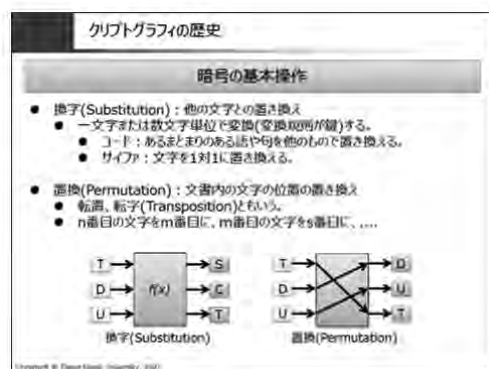 クリプトグラフィの歴史
暗号の基本操作
● 換字(Substitution)：他の文字との置き換え
● 一文字または数文字単位で変換(変換規則が鍵)する。
● コード：あるまとまりのある語や句を他のもので置き換える。
● サイファ：文字を1対1に置き換える。
● 置換(Permutation)：文書内の文字の位置の置き換え
● 転置、転字(Transposition)ともいう。
● n番目の文字をm番目に、m番目の文字をs番目に、....
T f(x) S
D C
U T
換字(Substitution)
T D
D U
U T
置換(Permutation)